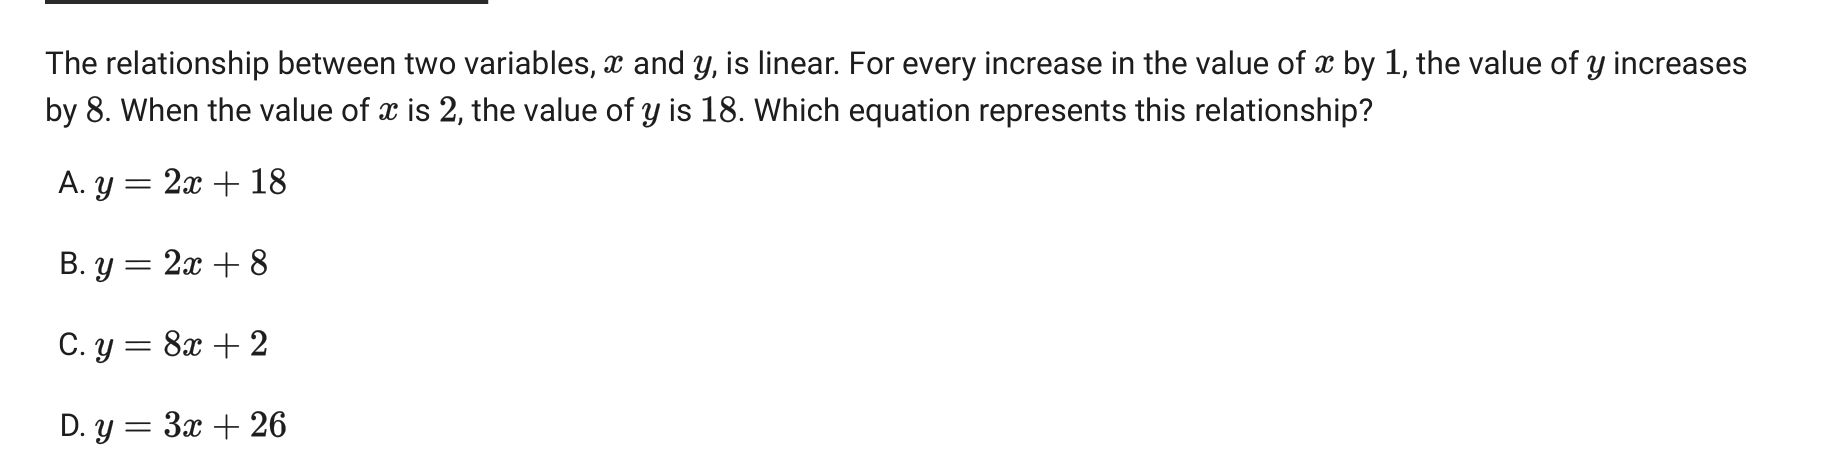 The relationship between two variables, x and y, is linear. For every increase in the value of x by 1, the value of y increases
by 8. When the value of x is 2, the value of y is 18. Which equation represents this relationship?
A. y = 2x + 18
B. y = 2x + 8
C. y = 8x + 2
D. y = 3x + 26